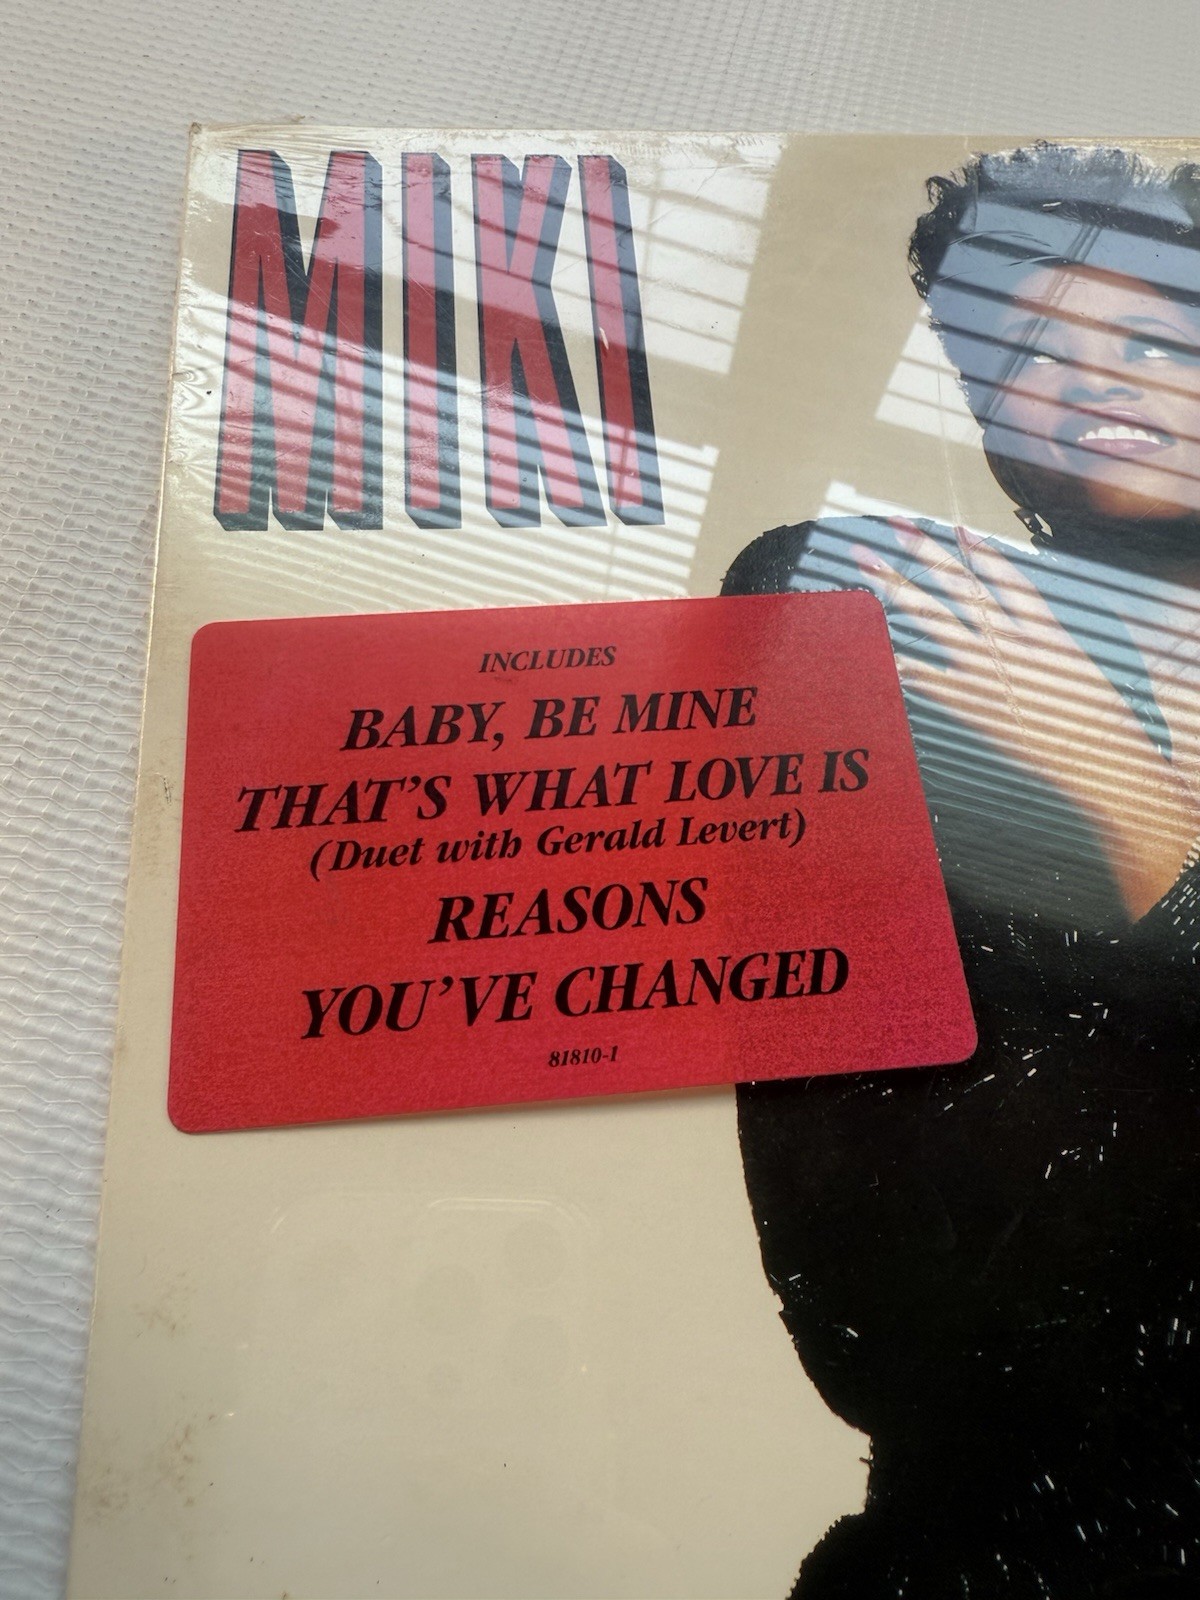 MIKI
INCLUDES
BABY, BE MINE
THAT'S WHAT LOVE IS
(Duet with Gerald Levert)
REASONS
YOU'VE CHANGED
81810-1